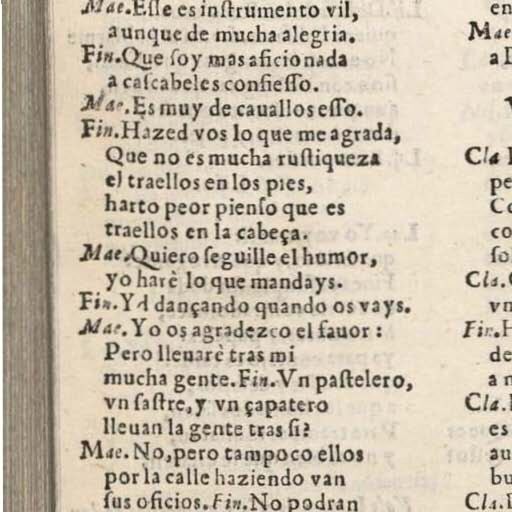 Mae. Esse es instrumento vil,
aunque de mucha alegria.
Fin. Que soy mas aficionada
a cascabeles confiesso.
Mae. Es muy de cauallos esso.
Fin. Hazed vos lo que me agrada,
Que no es mucha rustiqueza
el traellos en los pies,
harto peor pienso que es
traellos en la cabeça.
Mae. Quiero seguille el humor,
yo harè lo que mandays.
Fin. Yd dançando quando os vays.
Mae. Yo os agradezco el fauor:
Pero lleuarè tras mi
mucha gente. Fin. Vn pastelero,
vn sastre, y vn çapatero
lleuan la gente tras si?
Mae. No, pero tampoco ellos
por la calle haziendo van
sus oficios. Fin. No podran
en
Mae
a
Cla
pe
Co
co
sol
Cla.
vn
Fin. H
de
a n
Cla.
es
au
bu
Cla.